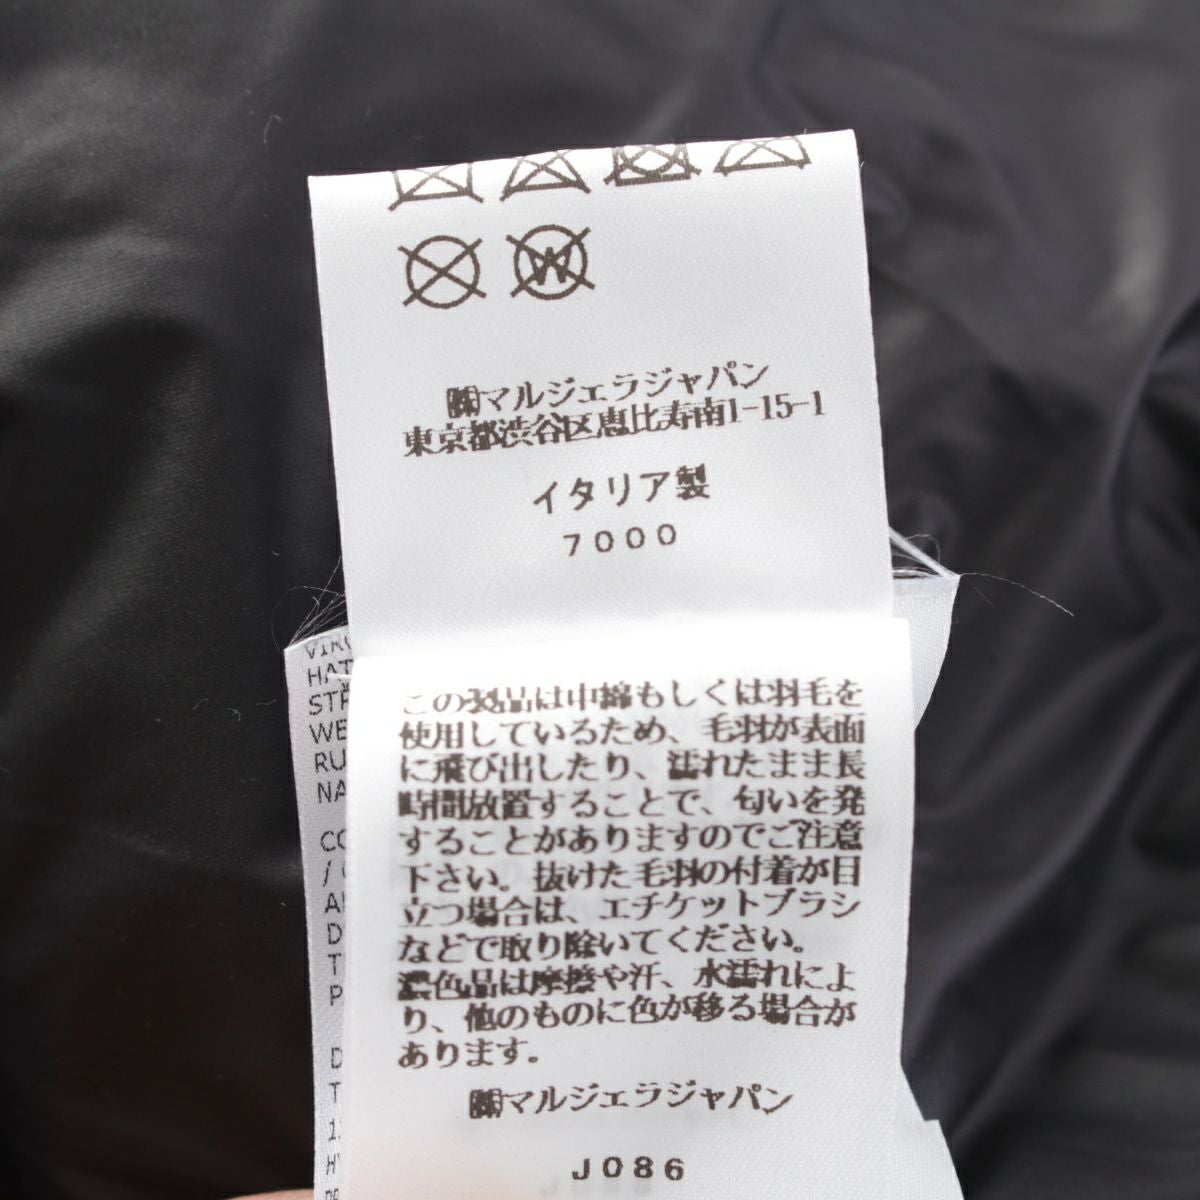 W
㈱マルジェラジャパン
東京都渋谷区恵比寿南1-15-1
イタリア製
7000
この製品は中綿もしくは羽毛を
使用しているため、毛羽が表面
に飛び出したり、濡れたまま長
時間放置することで、匂いを発
することがありますのでご注意
下さい。抜けた毛羽の付着が目
立つ場合は、エチケットブラシ
などで取り除いてください。
濃色品は摩擦や汗、水濡れによ
り、他のものに色が移る場合が
あります。
㈱マルジェラジャパン
J086
HAT
WE
RU
NA
CO
D
T
P
D
T